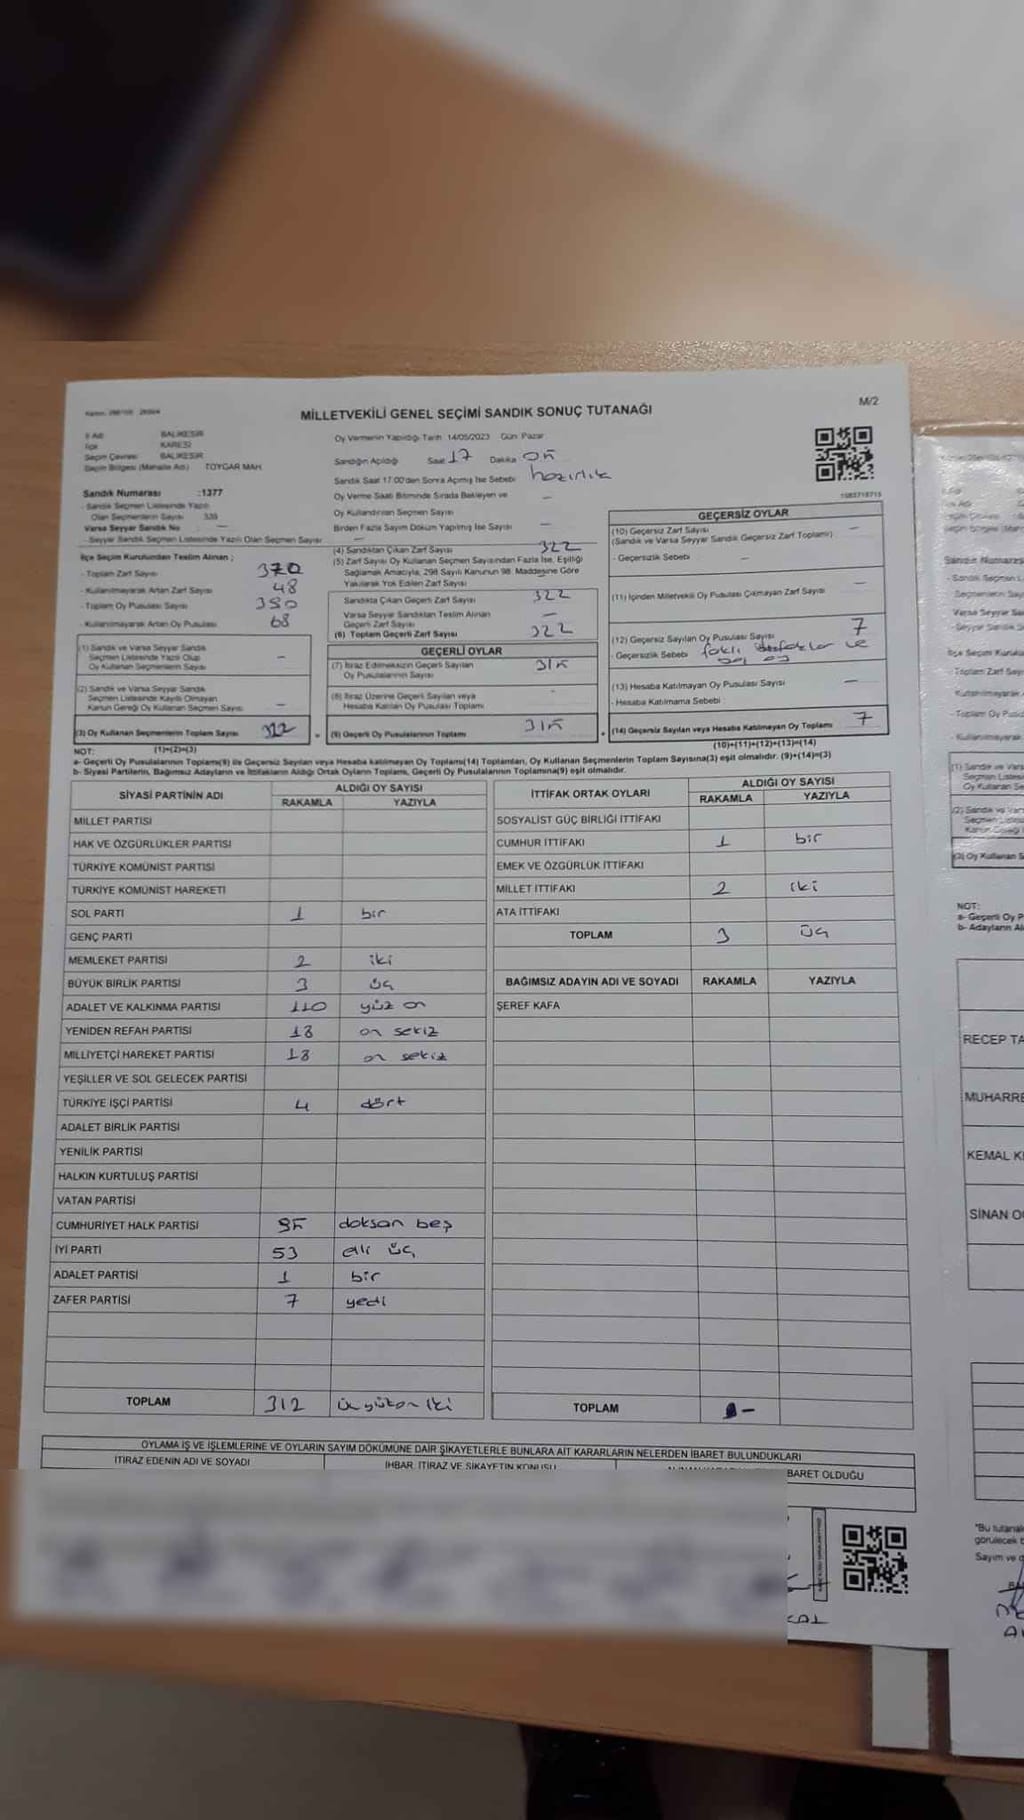 M/2
MİLLETVEKİLİ GENEL SEÇİMİ SANDIK SONUÇ TUTANAĞI
İl Adı BALIKESİR
İlçe KARESİ
Seçim Çevresi BALIKESİR
Seçim Bölgesi (Mahalle Adı) TOYGAR MAH.
Sandık Numarası :1377
- Sandık Seçmen Listesinde Yazılı
Olan Seçmenlerin Sayısı 339
Varsa Seyyar Sandık No —
- Seyyar Sandık Seçmen Listesinde Yazılı Olan Seçmen Sayısı —
Oy Vermenin Yapıldığı Tarih 14/05/2023 Gün: Pazar
Sandığın Açıldığı Saat 17 Dakika
Sandık Saat 17.00'den Sonra Açılmış İse Sebebi hazırlık
Oy Verme Saati Bitiminde Sırada Bekleyen ve
Oy Kullandırılan Seçmen Sayısı —
Birden Fazla Sayım Döküm Yapılmış İse Sayısı —
İlçe Seçim Kurulundan Teslim Alınan ;
- Toplam Zarf Sayısı 370
- Kullanılmayarak Artan Zarf Sayısı 48
- Toplam Oy Pusulası Sayısı 390
- Kullanılmayarak Artan Oy Pusulası 68
(1) Sandık ve Varsa Seyyar Sandık
Seçmen Listesinde Yazılı Olup
Oy Kullanan Seçmenlerin Sayısı -
(2) Sandık ve Varsa Seyyar Sandık
Seçmen Listesinde Kayıtlı Olmayan
Kanun Gereği Oy Kullanan Seçmen Sayısı -
(3) Oy Kullanan Seçmenlerin Toplam Sayısı 322
(1)+(2)=(3)
(4) Sandıktan Çıkan Zarf Sayısı 322
(5) Zarf Sayısı Oy Kullanan Seçmen Sayısından Fazla İse, Eşitliği
Sağlamak Amacıyla, 298 Sayılı Kanunun 98. Maddesine Göre
Yakılarak Yok Edilen Zarf Sayısı
Sandıkta Çıkan Geçerli Zarf Sayısı 322
Varsa Seyyar Sandıktan Teslim Alınan
Geçerli Zarf Sayısı —
(6) Toplam Geçerli Zarf Sayısı 322
GEÇERLİ OYLAR
(7) İtiraz Edilmeksizin Geçerli Sayılan
Oy Pusulasının Sayısı 315
(8) İtiraz Üzerine Geçerli Sayılan veya
Hesaba Katılan Oy Pusulası Toplamı -
(9) Geçerli Oy Pusulalarının Toplamı 315
GEÇERSİZ OYLAR
(10) Geçersiz Zarf Sayısı —
(Sandık ve Varsa Seyyar Sandık Geçersiz Zarf Toplamı)
- Geçersizlik Sebebi —
(11) İçinden Milletvekili Oy Pusulası Çıkmayan Zarf Sayısı —
(12) Geçersiz Sayılan Oy Pusulası Sayısı 7
- Geçersizlik Sebebi
(13) Hesaba Katılmayan Oy Pusulası Sayısı —
- Hesaba Katılmama Sebebi
(14) Geçersiz Sayılan veya Hesaba Katılmayan Oy Toplamı 7
(10)+(11)+(12)+(13)=(14)
NOT:
a- Geçerli Oy Pusulalarının Toplamı(9) ile Geçersiz Sayılan veya Hesaba katılmayan Oy Toplamı(14) Toplamları, Oy Kullanan Seçmenlerin Toplam Sayısına(3) eşit olmalıdır. (9)+(14)=(3)
b- Siyasi Partilerin, Bağımsız Adayların ve İttifakların Aldığı Ortak Oyların Toplamı, Geçerli Oy Pusulalarının Toplamına(9) eşit olmalıdır.
SİYASİ PARTİNİN ADI ALDIĞI OY SAYISI
RAKAMLA YAZIYLA
MİLLET PARTİSİ
HAK VE ÖZGÜRLÜKLER PARTİSİ
TÜRKİYE KOMÜNİST PARTİSİ
TÜRKİYE KOMÜNİST HAREKETİ
SOL PARTİ 1 bir
GENÇ PARTİ
MEMLEKET PARTİSİ 2 iki
BÜYÜK BİRLİK PARTİSİ 3 üç
ADALET VE KALKINMA PARTİSİ 110 yüz on
YENİDEN REFAH PARTİSİ 18 on sekiz
MİLLİYETÇİ HAREKET PARTİSİ 18 on sekiz
YEŞİLLER VE SOL GELECEK PARTİSİ
TÜRKİYE İŞÇİ PARTİSİ 4 dört
ADALET BİRLİK PARTİSİ
YENİLİK PARTİSİ
HALKIN KURTULUŞ PARTİSİ
VATAN PARTİSİ
CUMHURİYET HALK PARTİSİ 95 doksan beş
İYİ PARTİ 53 elli üç
ADALET PARTİSİ 1 bir
ZAFER PARTİSİ 7 yedi
TOPLAM 312 üçyüzon iki
İTTİFAK ORTAK OYLARI ALDIĞI OY SAYISI
RAKAMLA YAZIYLA
SOSYALİST GÜÇ BİRLİĞİ İTTİFAKI
CUMHUR İTTİFAKI 1 bir
EMEK VE ÖZGÜRLÜK İTTİFAKI
MİLLET İTTİFAKI 2 iki
ATA İTTİFAKI
TOPLAM 3 üç
BAĞIMSIZ ADAYIN ADI VE SOYADI RAKAMLA YAZIYLA
ŞEREF KAFA
TOPLAM -
OYLAMA İŞ VE İŞLEMLERİNE VE OYLARIN SAYIM DÖKÜMÜNE DAİR ŞİKAYETLERLE BUNLARA AİT KARARLARIN NELERDEN İBARET BULUNDUKLARI
İTİRAZ EDENİN ADI VE SOYADI İHBAR, İTİRAZ VE ŞİKAYETİN KONUSU BARET OLDUĞU
NOT:
a- Geçerli Oy P
b- Adayların Al
RECEP TA
MUHARRE
KEMAL K
SİNAN O
"Bu tutanak
görülecek b
Sayım ve d